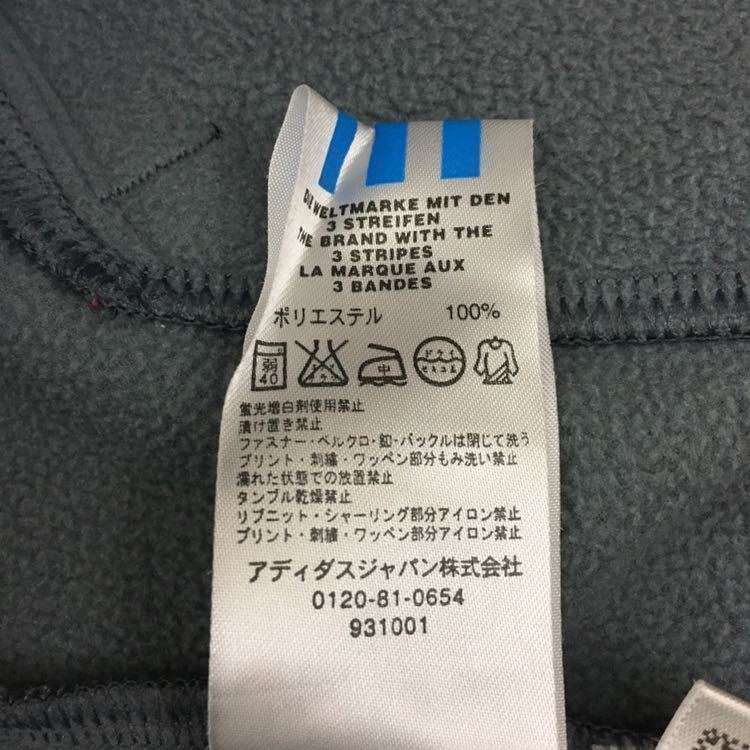 DIE WELTMARKE MIT DEN
3 STREIFEN
THE BRAND WITH THE
3 STRIPES
LA MARQUE AUX
3 BANDES
ポリエステル 100%
弱 40 中 ドライ セキユ系
蛍光増白剤使用禁止
漬け置き禁止
ファスナー・ベルクロ・釦・バックルは閉じて洗う
プリント・刺繍・ワッペン部分もみ洗い禁止
濡れた状態での放置禁止
タンブル乾燥禁止
リブニット・シャーリング部分アイロン禁止
プリント・刺繍・ワッペン部分アイロン禁止
アディダスジャパン株式会社
0120-81-0654
931001